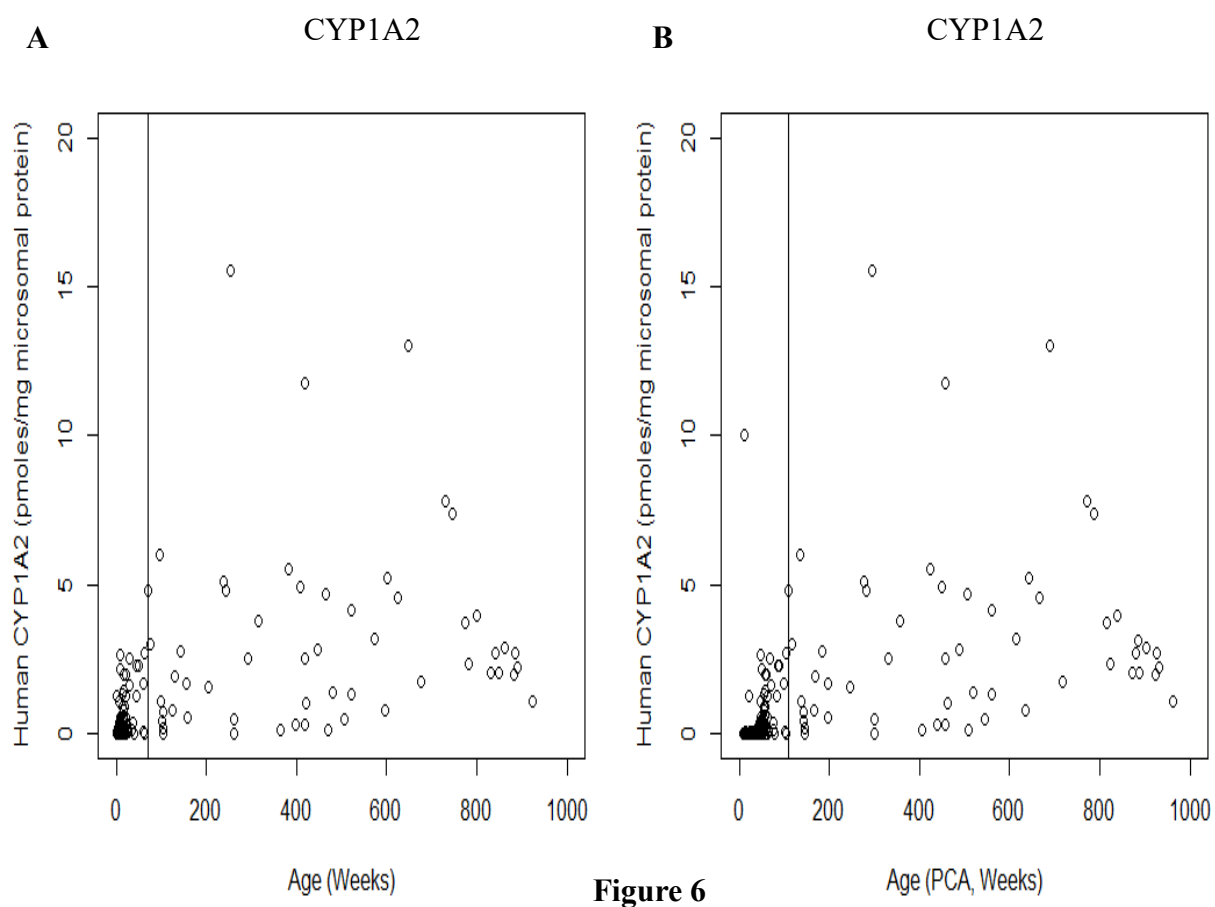 A
CYP1A2
Human CYP1A2 (pmoles/mg microsomal protein)
20
15
10
5
0
0 200 400 600 800 1000
Age (Weeks)
B
CYP1A2
Human CYP1A2 (pmoles/mg microsomal protein)
20
15
10
5
0
0 200 400 600 800 1000
Age (PCA, Weeks)
Figure 6